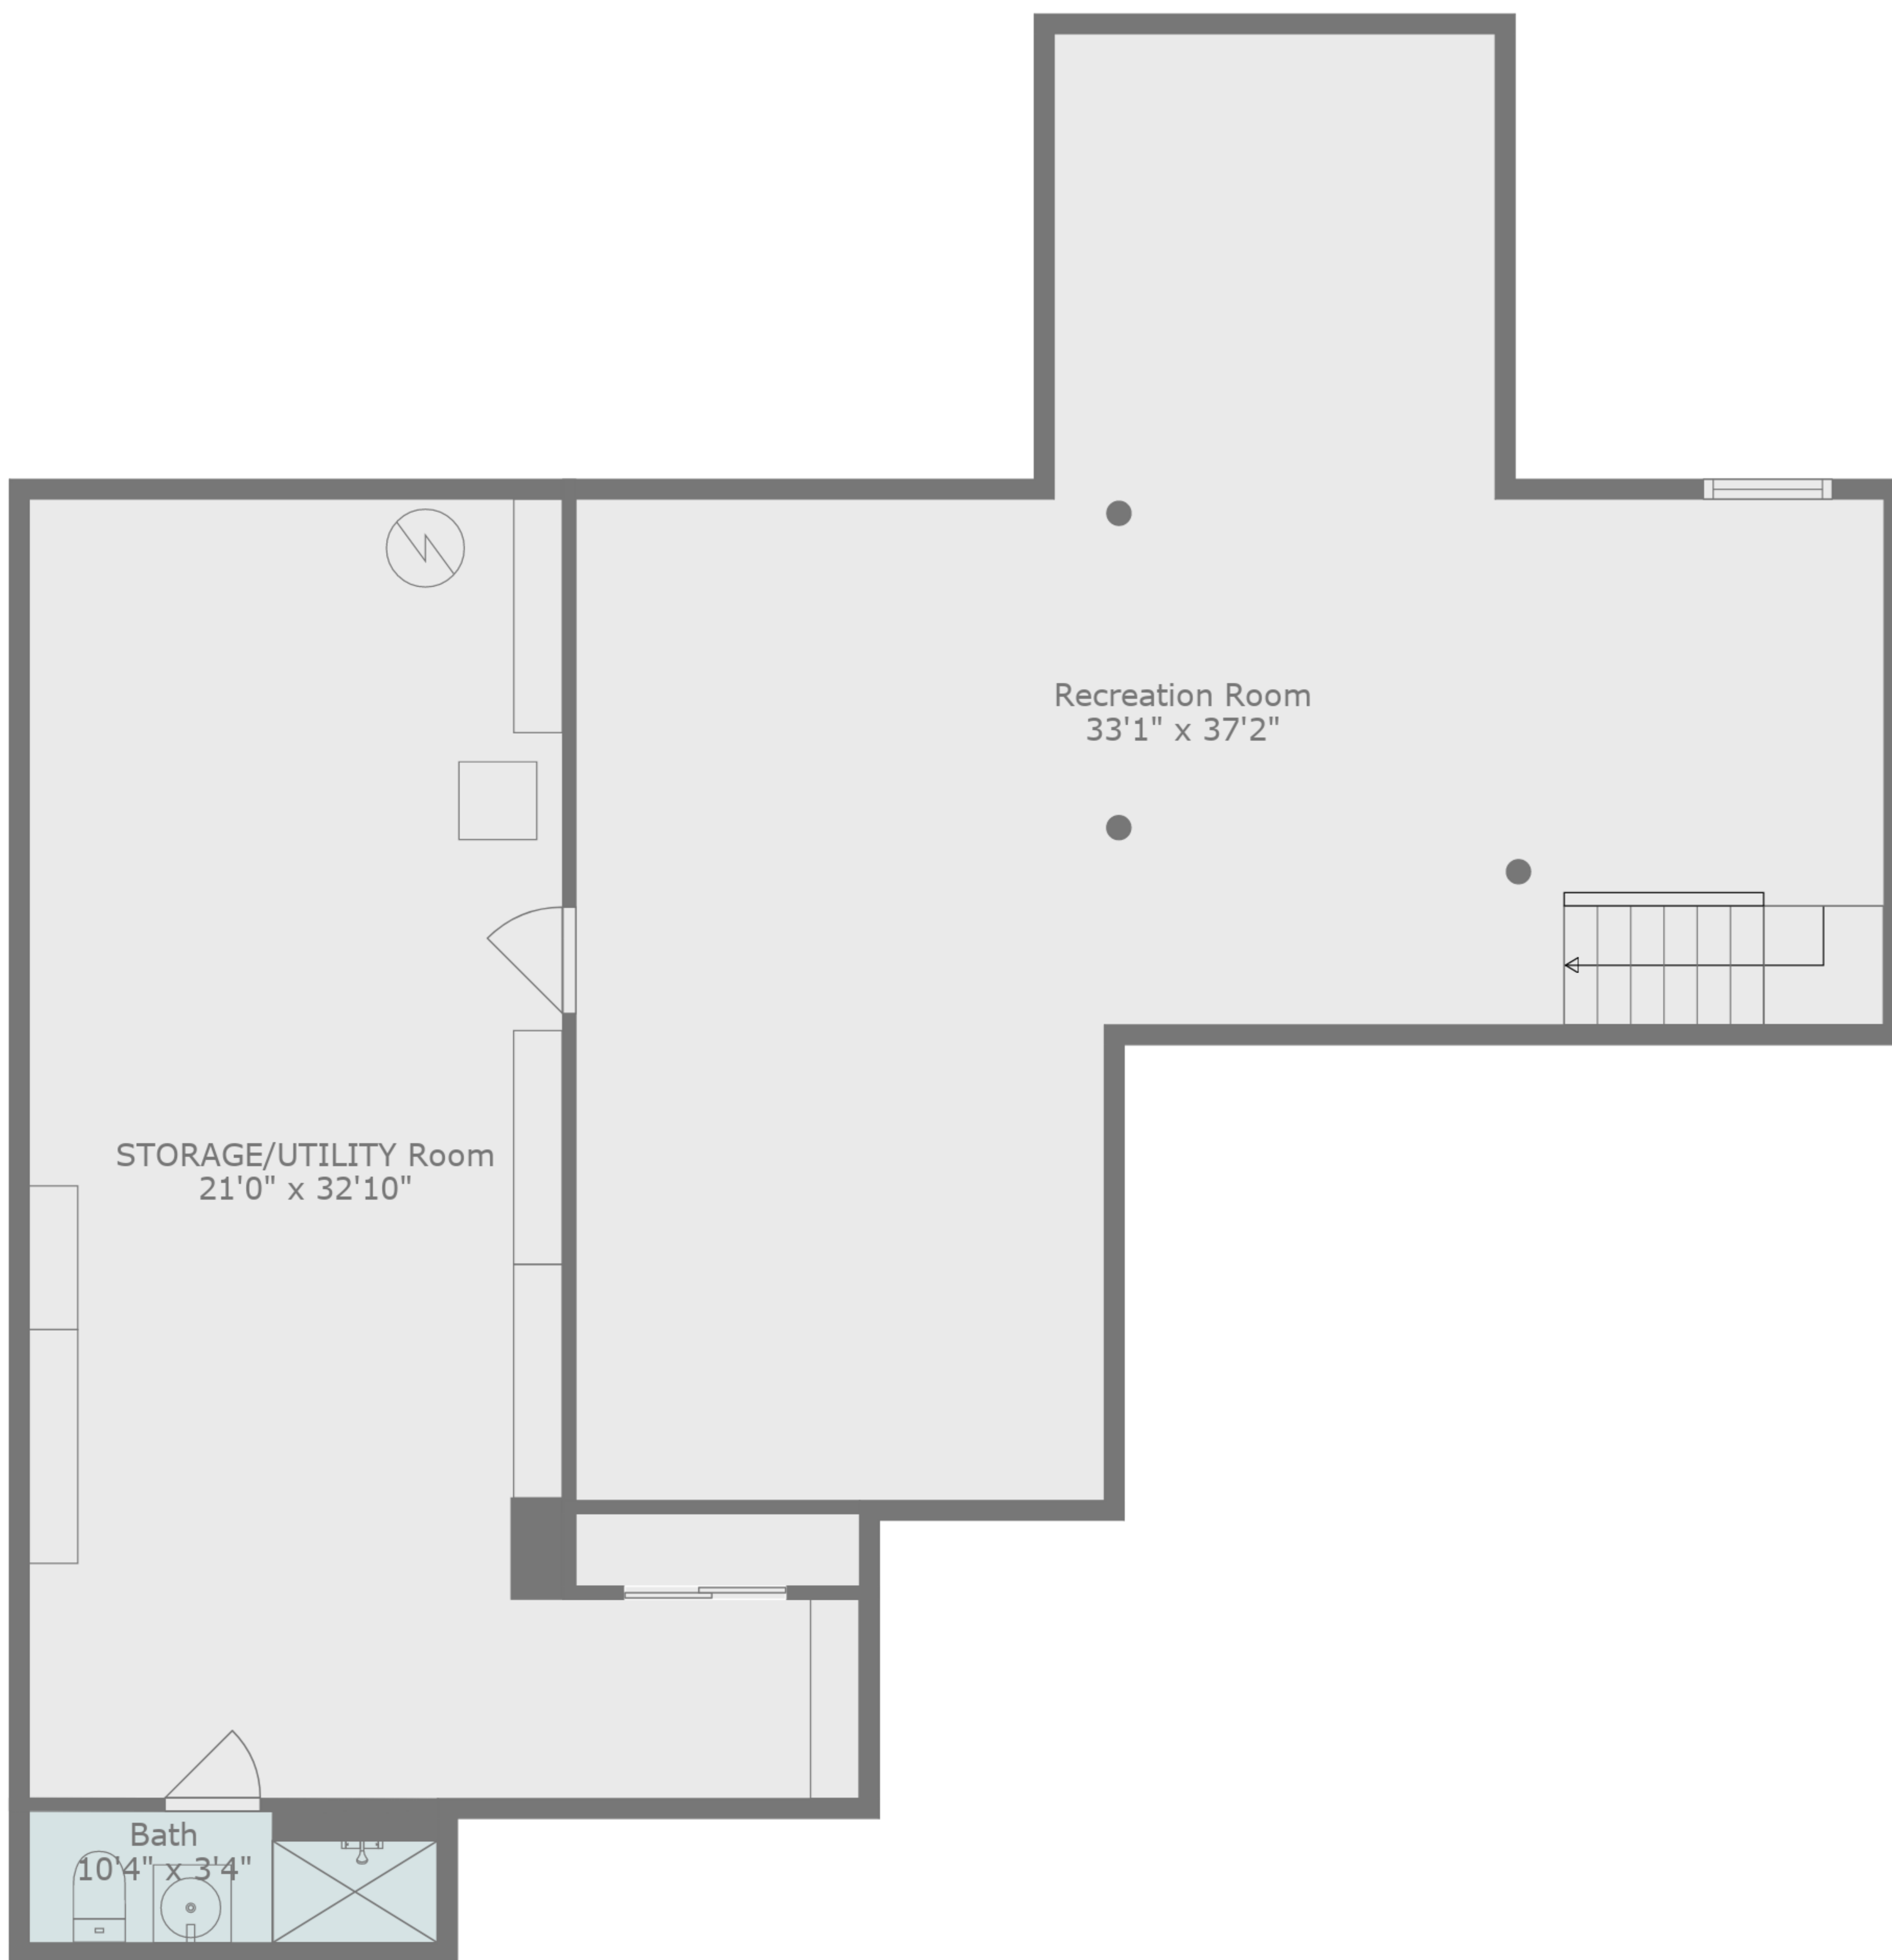 Recreation Room
33'1" x 37'2"
STORAGE/UTILITY Room
21'0" x 32'10"
Bath
10'4" x 3'4"